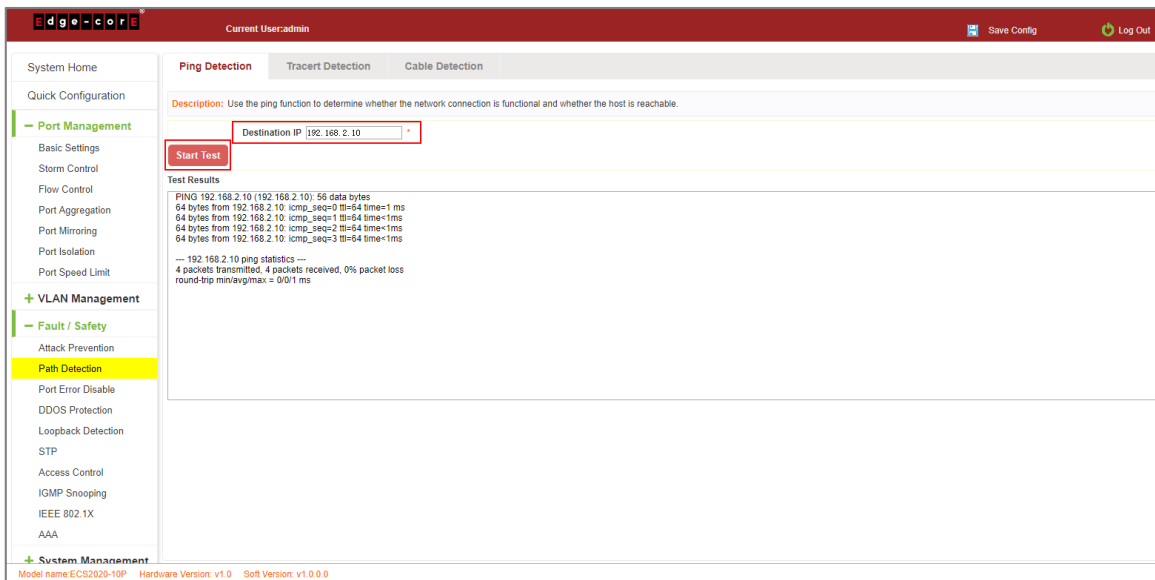 Edge-corE®
Current User:admin
Save Config
Log Out
System Home
Quick Configuration
− Port Management
Basic Settings
Storm Control
Flow Control
Port Aggregation
Port Mirroring
Port Isolation
Port Speed Limit
+ VLAN Management
− Fault / Safety
Attack Prevention
Path Detection
Port Error Disable
DDOS Protection
Loopback Detection
STP
Access Control
IGMP Snooping
IEEE 802.1X
AAA
+ System Management
Ping Detection Tracert Detection Cable Detection
Description: Use the ping function to determine whether the network connection is functional and whether the host is reachable.
Destination IP 192.168.2.10 *
Start Test
Test Results
PING 192.168.2.10 (192.168.2.10): 56 data bytes
64 bytes from 192.168.2.10: icmp_seq=0 ttl=64 time=1 ms
64 bytes from 192.168.2.10: icmp_seq=1 ttl=64 time<1ms
64 bytes from 192.168.2.10: icmp_seq=2 ttl=64 time<1ms
64 bytes from 192.168.2.10: icmp_seq=3 ttl=64 time<1ms
--- 192.168.2.10 ping statistics ---
4 packets transmitted, 4 packets received, 0% packet loss
round-trip min/avg/max = 0/0/1 ms
Model name:ECS2020-10P Hardware Version: v1.0 Soft Version: v1.0.0.0